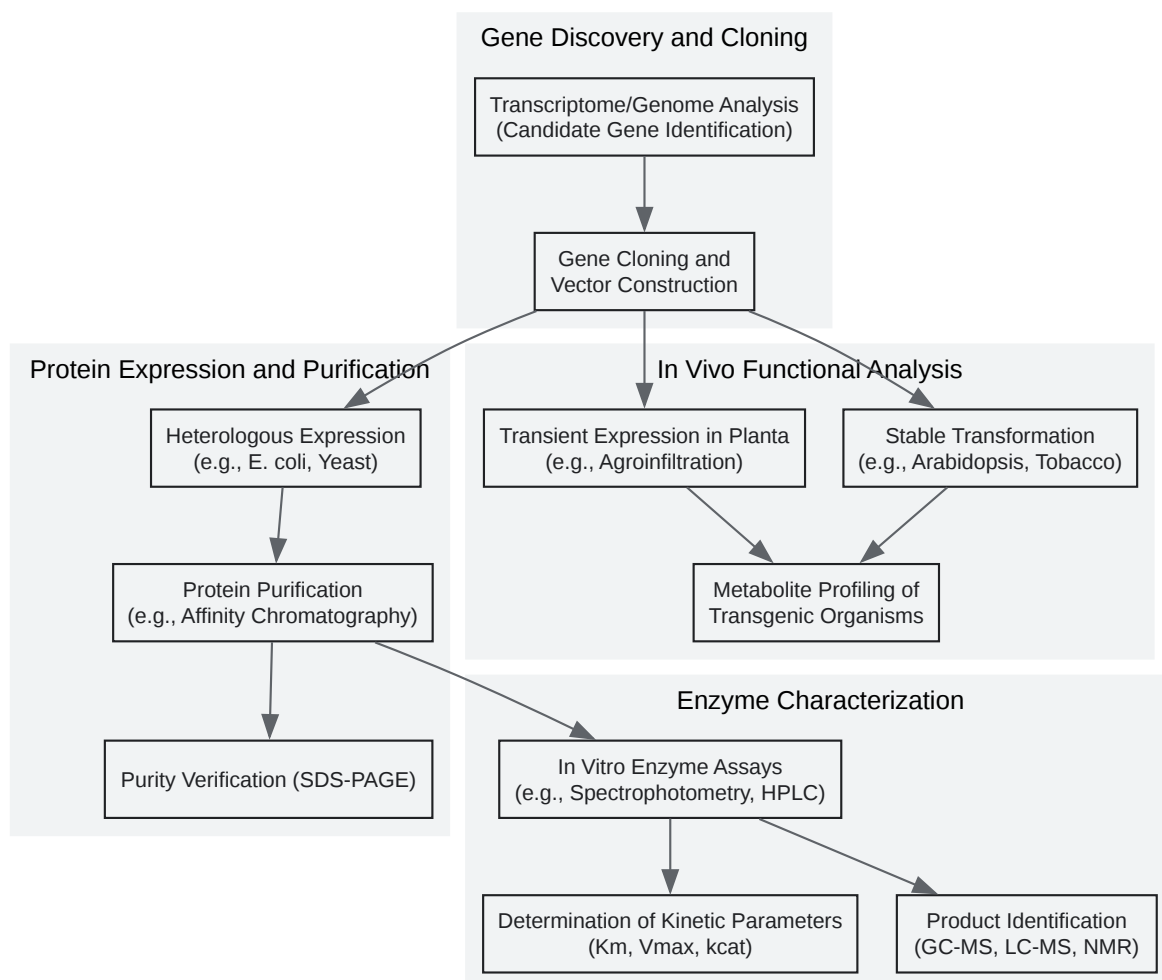 Gene Discovery and Cloning
Transcriptome/Genome Analysis
(Candidate Gene Identification)
Gene Cloning and
Vector Construction
Protein Expression and Purification
In Vivo Functional Analysis
Heterologous Expression
(e.g., E. coli, Yeast)
Transient Expression in Planta
(e.g., Agroinfiltration)
Stable Transformation
(e.g., Arabidopsis, Tobacco)
Protein Purification
(e.g., Affinity Chromatography)
Metabolite Profiling of
Transgenic Organisms
Enzyme Characterization
Purity Verification (SDS-PAGE)
In Vitro Enzyme Assays
(e.g., Spectrophotometry, HPLC)
Determination of Kinetic Parameters
(Km, Vmax, kcat)
Product Identification
(GC-MS, LC-MS, NMR)